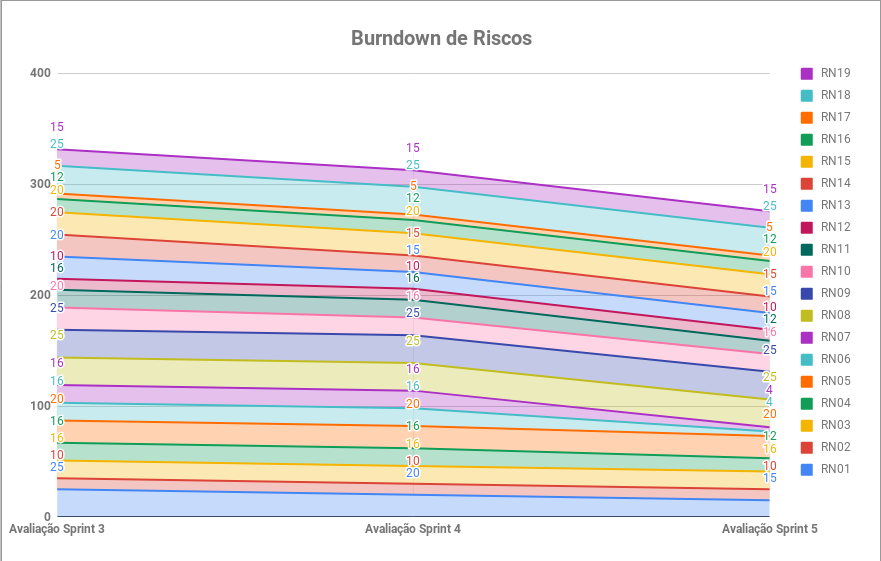 Burndown de Riscos
400
300
200
100
0
15
25
5
12
20
20
20
10
16
20
25
25
16
16
20
16
16
10
25
15
25
5
12
20
15
15
10
16
16
25
25
16
16
20
16
16
10
20
15
25
5
12
20
15
15
10
12
16
25
25
4
4
20
12
16
10
15
Avaliação Sprint 3
Avaliação Sprint 4
Avaliação Sprint 5
RN19
RN18
RN17
RN16
RN15
RN14
RN13
RN12
RN11
RN10
RN09
RN08
RN07
RN06
RN05
RN04
RN03
RN02
RN01